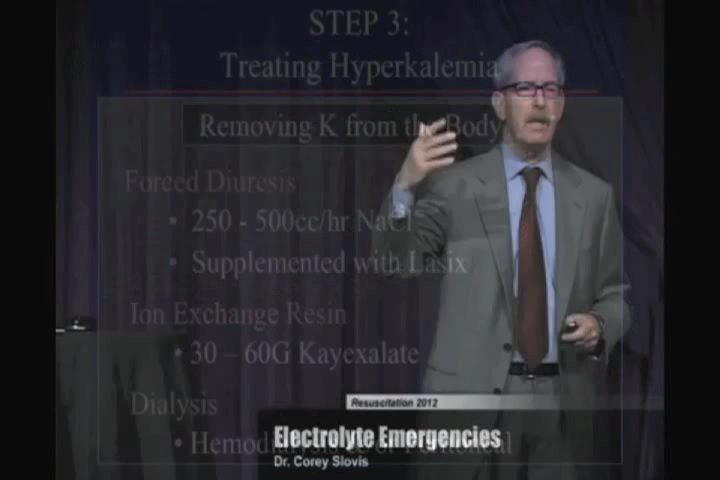 STEP 3:
Treating Hyperkalemia
Removing K from the Body
Forced Diuresis
• 250 - 500cc/hr NaCl
• Supplemented with Lasix
Ion Exchange Resin
• 30 – 60G Kayexalate
Dialysis
• Hemodialysis
Resuscitation 2012
Electrolyte Emergencies
Dr. Corey Slovis